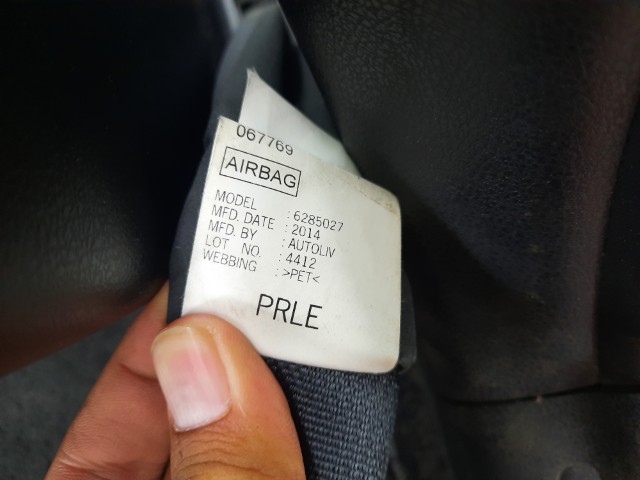 067769
AIRBAG
MODEL : 6285027
MFD. DATE : 2014
MFD. BY : AUTOLIV
LOT NO. : 4412
WEBBING : >PET<
PRLE